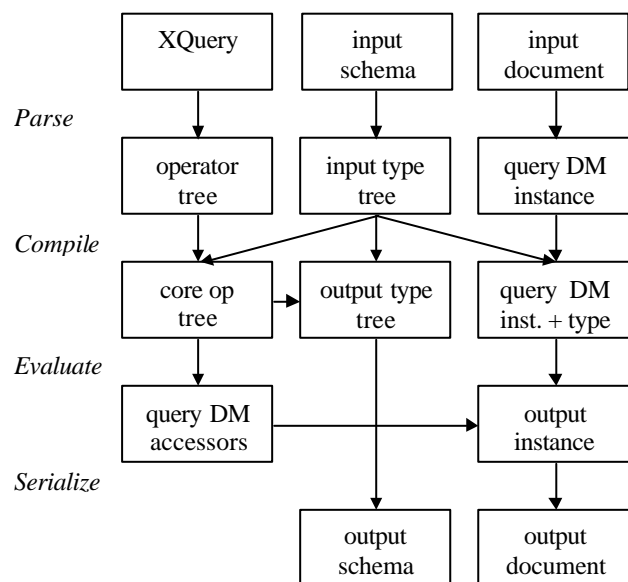 XQuery
input
schema
input
document
Parse
operator
tree
input type
tree
query DM
instance
Compile
core op
tree
output type
tree
query DM
inst. + type
Evaluate
query DM
accessors
output
instance
Serialize
output
schema
output
document